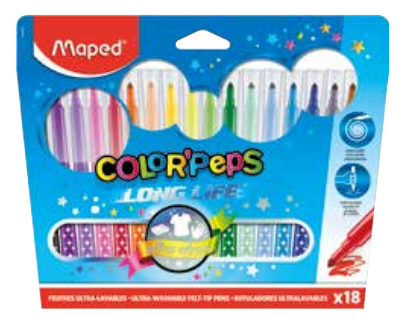 Maped
COLOR'PePS
LONG LIFE
FEUTRES ULTRA-LAVABLES • ULTRA-WASHABLE FELT-TIP PENS • ROTULADORES ULTRALAVABLES
x18